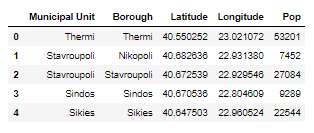 Municipal Unit Borough Latitude Longitude Pop
0 Thermi Thermi 40.550252 23.021072 53201
1 Stavroupoli Nikopoli 40.682636 22.931380 7452
2 Stavroupoli Stavroupoli 40.672539 22.929546 27084
3 Sindos Sindos 40.670536 22.804609 9289
4 Sikies Sikies 40.647503 22.960524 22544